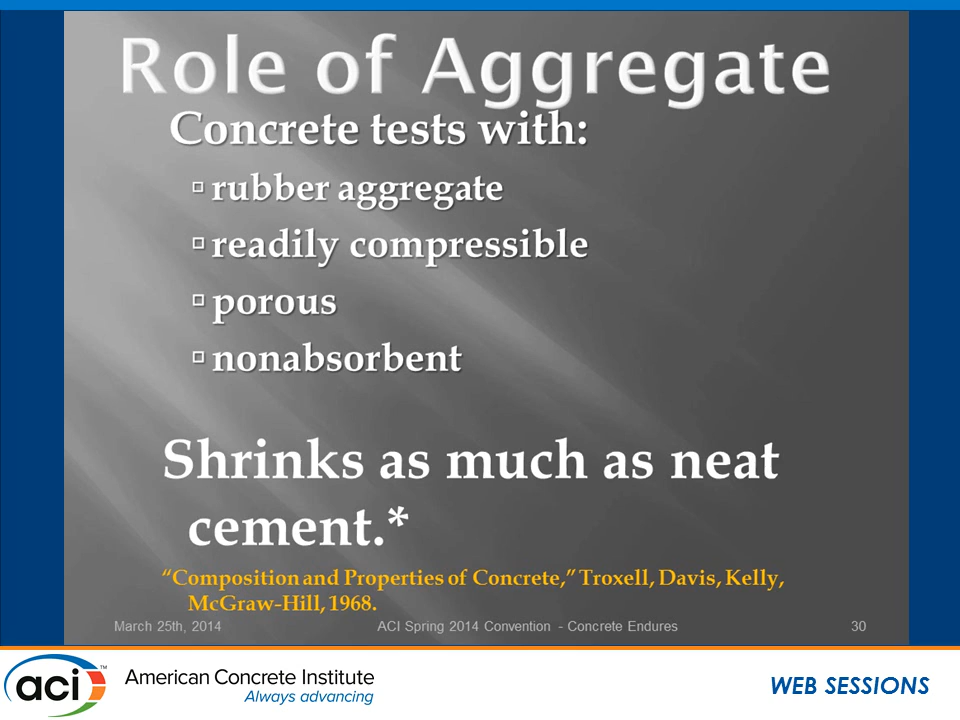 Role of Aggregate
Concrete tests with:
▫ rubber aggregate
▫ readily compressible
▫ porous
▫ nonabsorbent
Shrinks as much as neat
cement.*
“Composition and Properties of Concrete,” Troxell, Davis, Kelly,
McGraw-Hill, 1968.
March 25th, 2014 ACI Spring 2014 Convention - Concrete Endures 30
aci™ American Concrete Institute
Always advancing
WEB SESSIONS